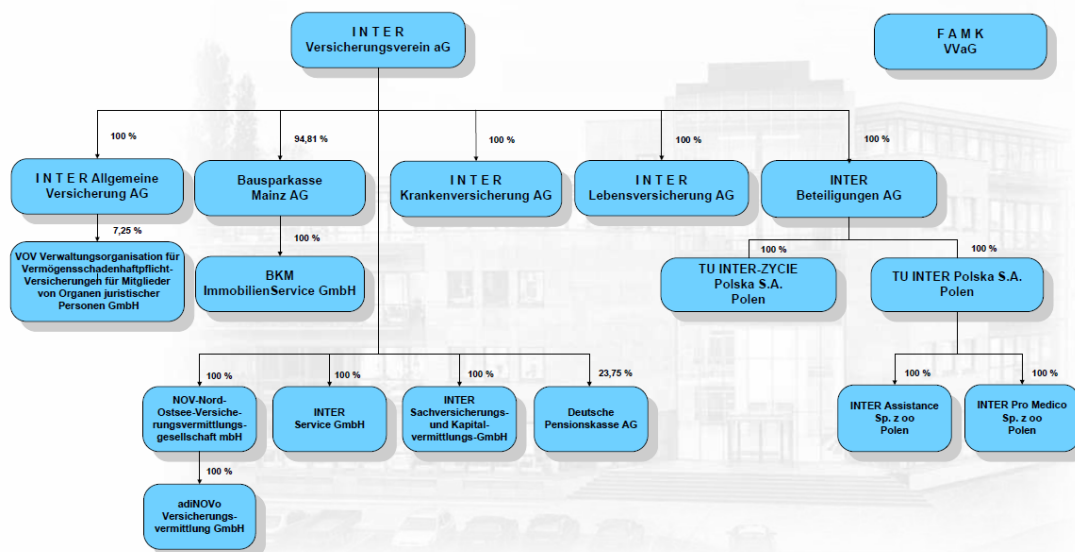 I N T E R
Versicherungsverein aG
F A M K
VVaG
100 %
94,81 %
100 %
100 %
100 %
I N T E R Allgemeine
Versicherung AG
Bausparkasse
Mainz AG
I N T E R
Krankenversicherung AG
I N T E R
Lebensversicherung AG
INTER
Beteiligungen AG
7,25 %
100 %
100 %
100 %
VOV Verwaltungsorganisation für
Vermögensschadenhaftpflicht-
Versicherungen für Mitglieder
von Organen juristischer
Personen GmbH
BKM
ImmobilienService GmbH
TU INTER-ZYCIE
Polska S.A.
Polen
TU INTER Polska S.A.
Polen
100 %
100 %
100 %
23,75 %
100 %
100 %
NOV-Nord-
Ostsee-Versiche-
rungsvermittlungs-
gesellschaft mbH
INTER
Service GmbH
INTER
Sachversicherungs-
und Kapital-
vermittlungs-GmbH
Deutsche
Pensionskasse AG
INTER Assistance
Sp. z oo
Polen
INTER Pro Medico
Sp. z oo
Polen
100 %
adiNOVo
Versicherungs-
vermittlung GmbH